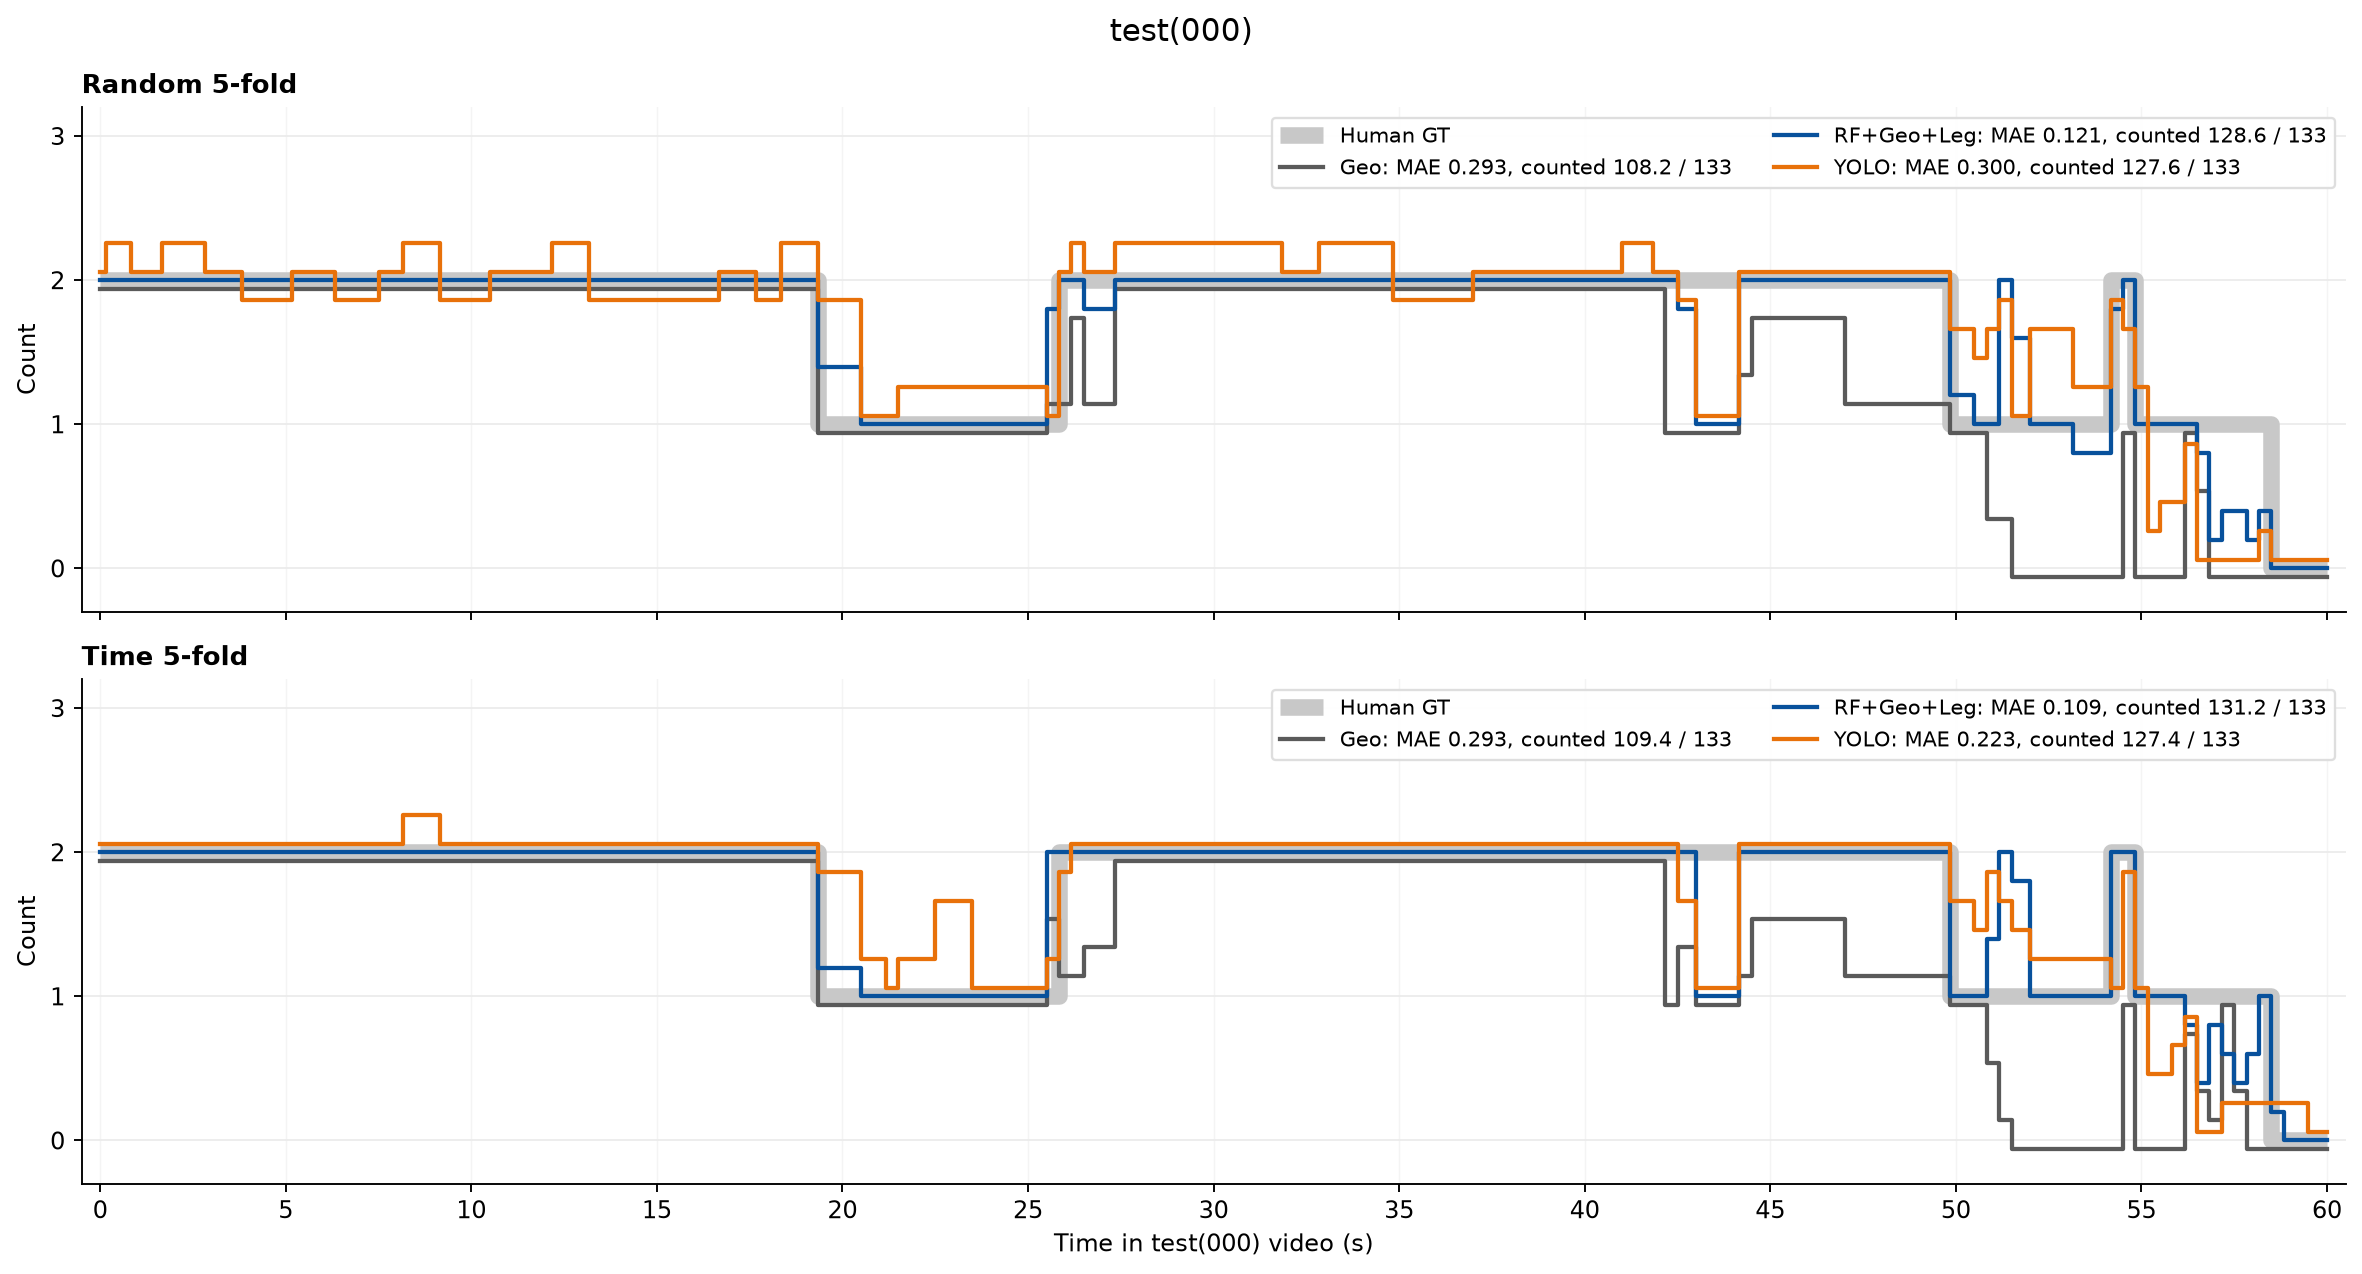 test(000)
Random 5-fold
Human GT
Geo: MAE 0.293, counted 108.2 / 133
RF+Geo+Leg: MAE 0.121, counted 128.6 / 133
YOLO: MAE 0.300, counted 127.6 / 133
3
2
1
0
Count
Time 5-fold
Human GT
Geo: MAE 0.293, counted 109.4 / 133
RF+Geo+Leg: MAE 0.109, counted 131.2 / 133
YOLO: MAE 0.223, counted 127.4 / 133
3
2
1
0
Count
0 5 10 15 20 25 30 35 40 45 50 55 60
Time in test(000) video (s)